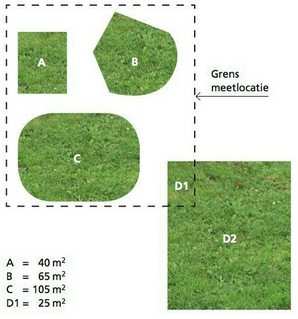 A
B
Grens
meetlocatie
C
D1
D2
A = 40 m²
B = 65 m²
C = 105 m²
D1 = 25 m²